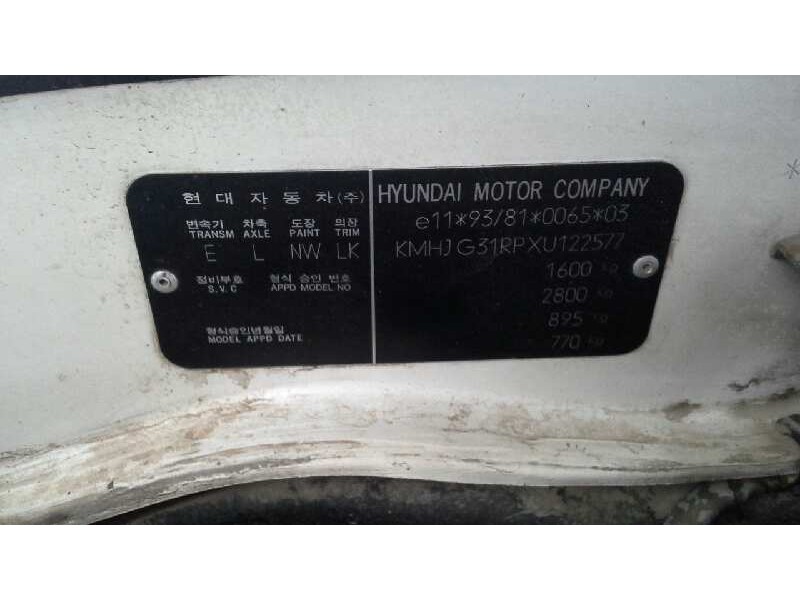 현대자동차(주)
변속기 차축 도장 의장
TRANSM AXLE PAINT TRIM
E L NW LK
정비부호 형식 승인 번호
S.V.C APPD MODEL NO
형식승인년월일
MODEL APPD DATE
HYUNDAI MOTOR COMPANY
e11*93/81*0065*03
KMHJG31RPXU122577
1600 kg
2800 kg
895 kg
770 kg
*